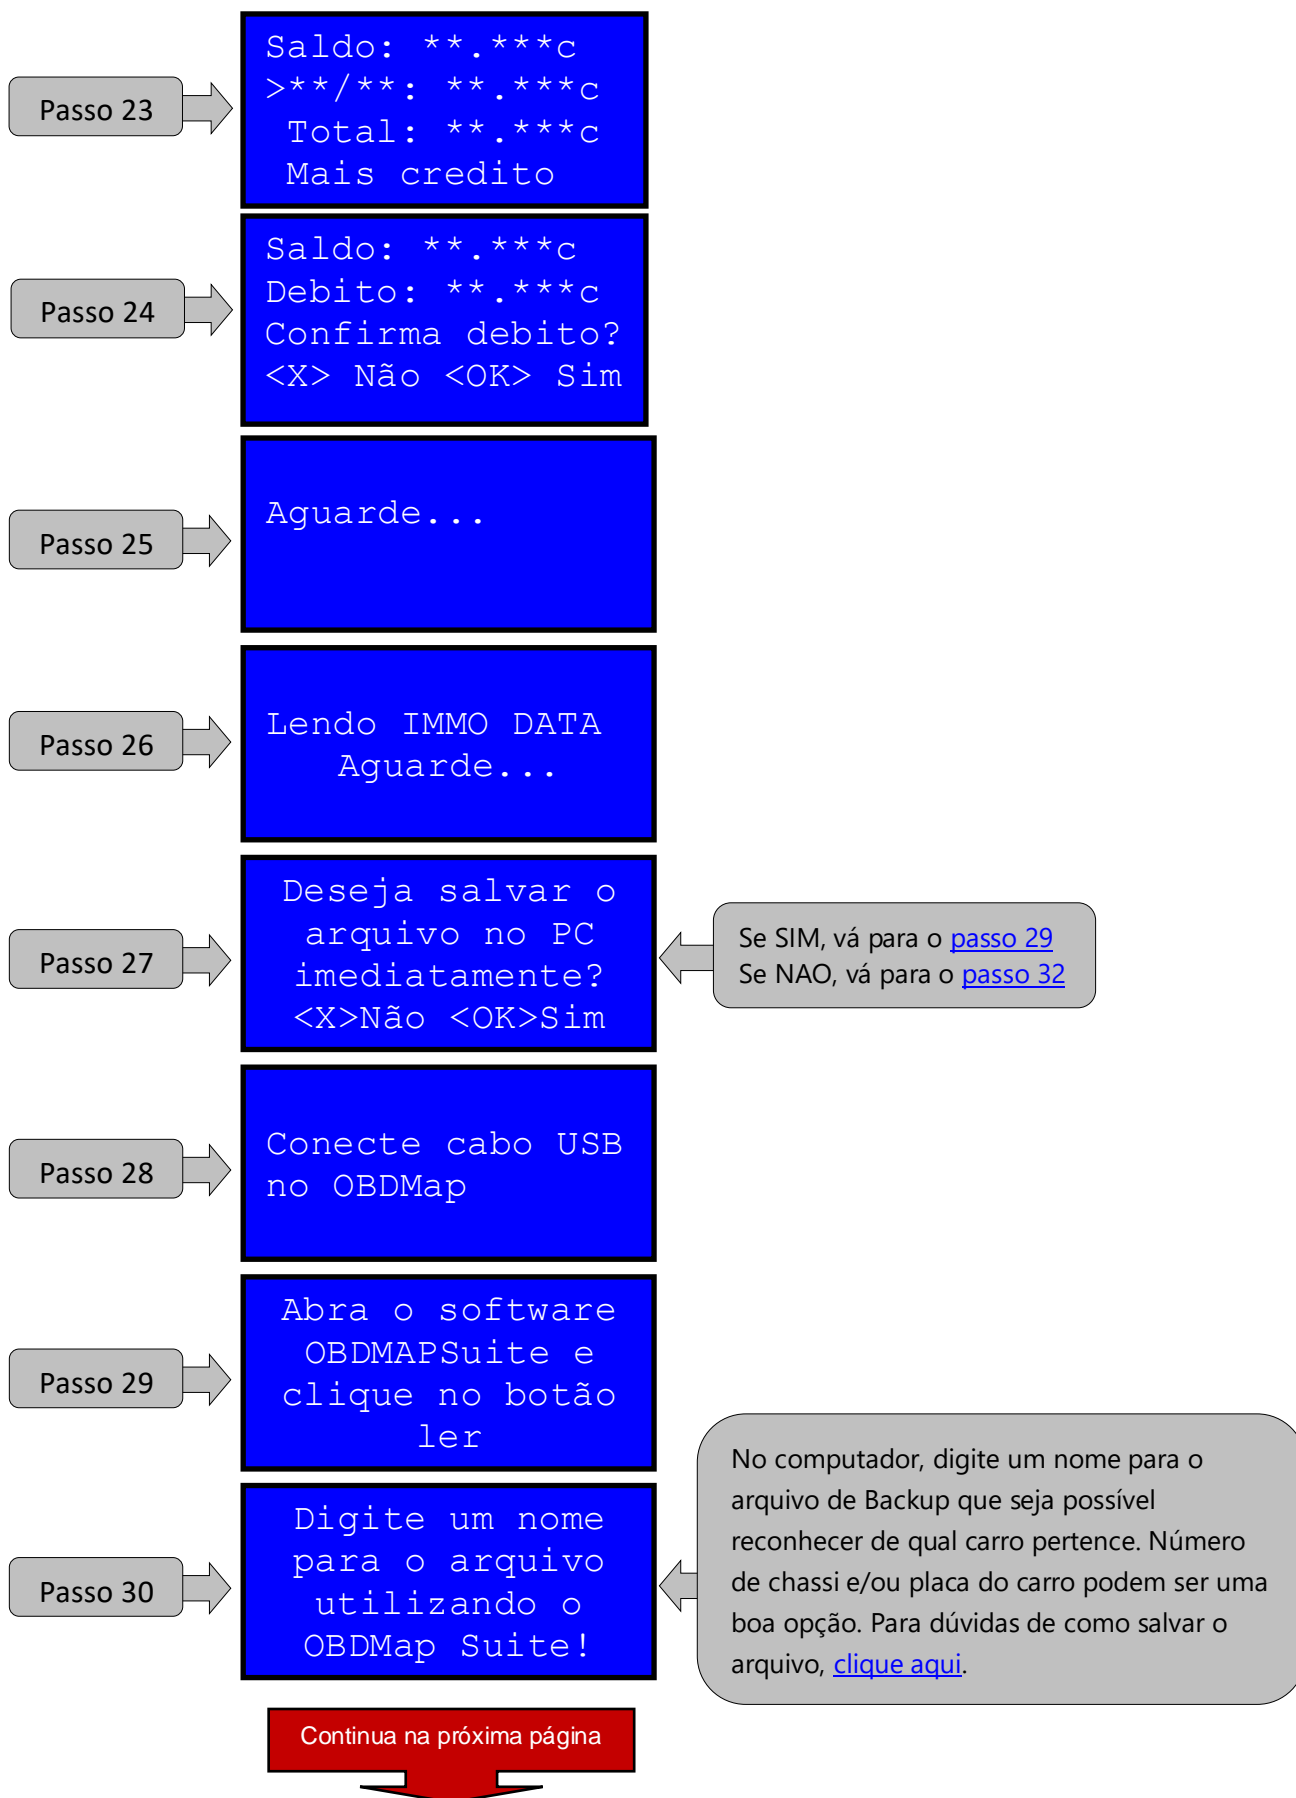 Passo 23
Saldo: **.***c
>**/**: **.***c
Total: **.***c
Mais credito
Passo 24
Saldo: **.***c
Debito: **.***c
Confirma debito?
<X> Não <OK> Sim
Passo 25
Aguarde...
Passo 26
Lendo IMMO DATA
Aguarde...
Passo 27
Deseja salvar o
arquivo no PC
imediatamente?
<X>Não <OK>Sim
Se SIM, vá para o passo 29
Se NAO, vá para o passo 32
Passo 28
Conecte cabo USB
no OBDMap
Passo 29
Abra o software
OBDMAPSuite e
clique no botão
ler
Passo 30
Digite um nome
para o arquivo
utilizando o
OBDMap Suite!
No computador, digite um nome para o
arquivo de Backup que seja possível
reconhecer de qual carro pertence. Número
de chassi e/ou placa do carro podem ser uma
boa opção. Para dúvidas de como salvar o
arquivo, clique aqui.
Continua na próxima página